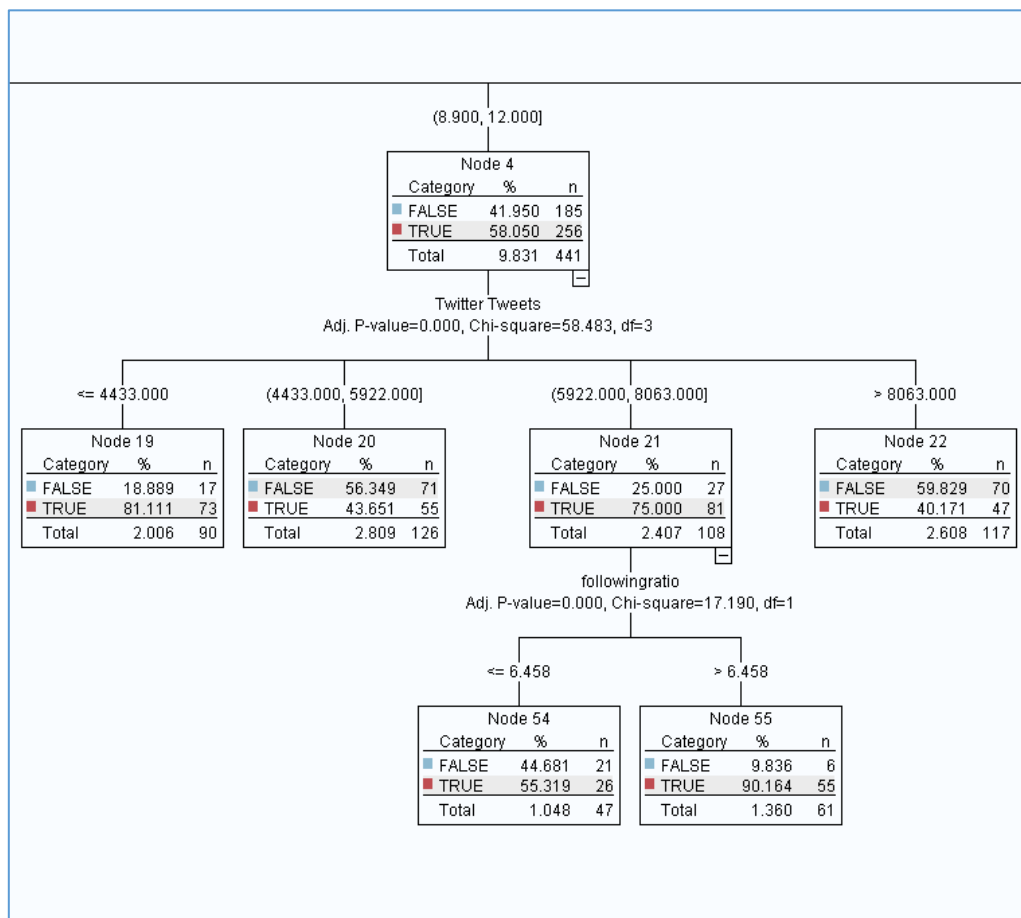 (8.900, 12.000]
Node 4
Category % n
FALSE 41.950 185
TRUE 58.050 256
Total 9.831 441
Twitter Tweets
Adj. P-value=0.000, Chi-square=58.483, df=3
<= 4433.000 (4433.000, 5922.000] (5922.000, 8063.000] > 8063.000
Node 19
Category % n
FALSE 18.889 17
TRUE 81.111 73
Total 2.006 90
Node 20
Category % n
FALSE 56.349 71
TRUE 43.651 55
Total 2.809 126
Node 21
Category % n
FALSE 25.000 27
TRUE 75.000 81
Total 2.407 108
Node 22
Category % n
FALSE 59.829 70
TRUE 40.171 47
Total 2.608 117
followingratio
Adj. P-value=0.000, Chi-square=17.190, df=1
<= 6.458 > 6.458
Node 54
Category % n
FALSE 44.681 21
TRUE 55.319 26
Total 1.048 47
Node 55
Category % n
FALSE 9.836 6
TRUE 90.164 55
Total 1.360 61